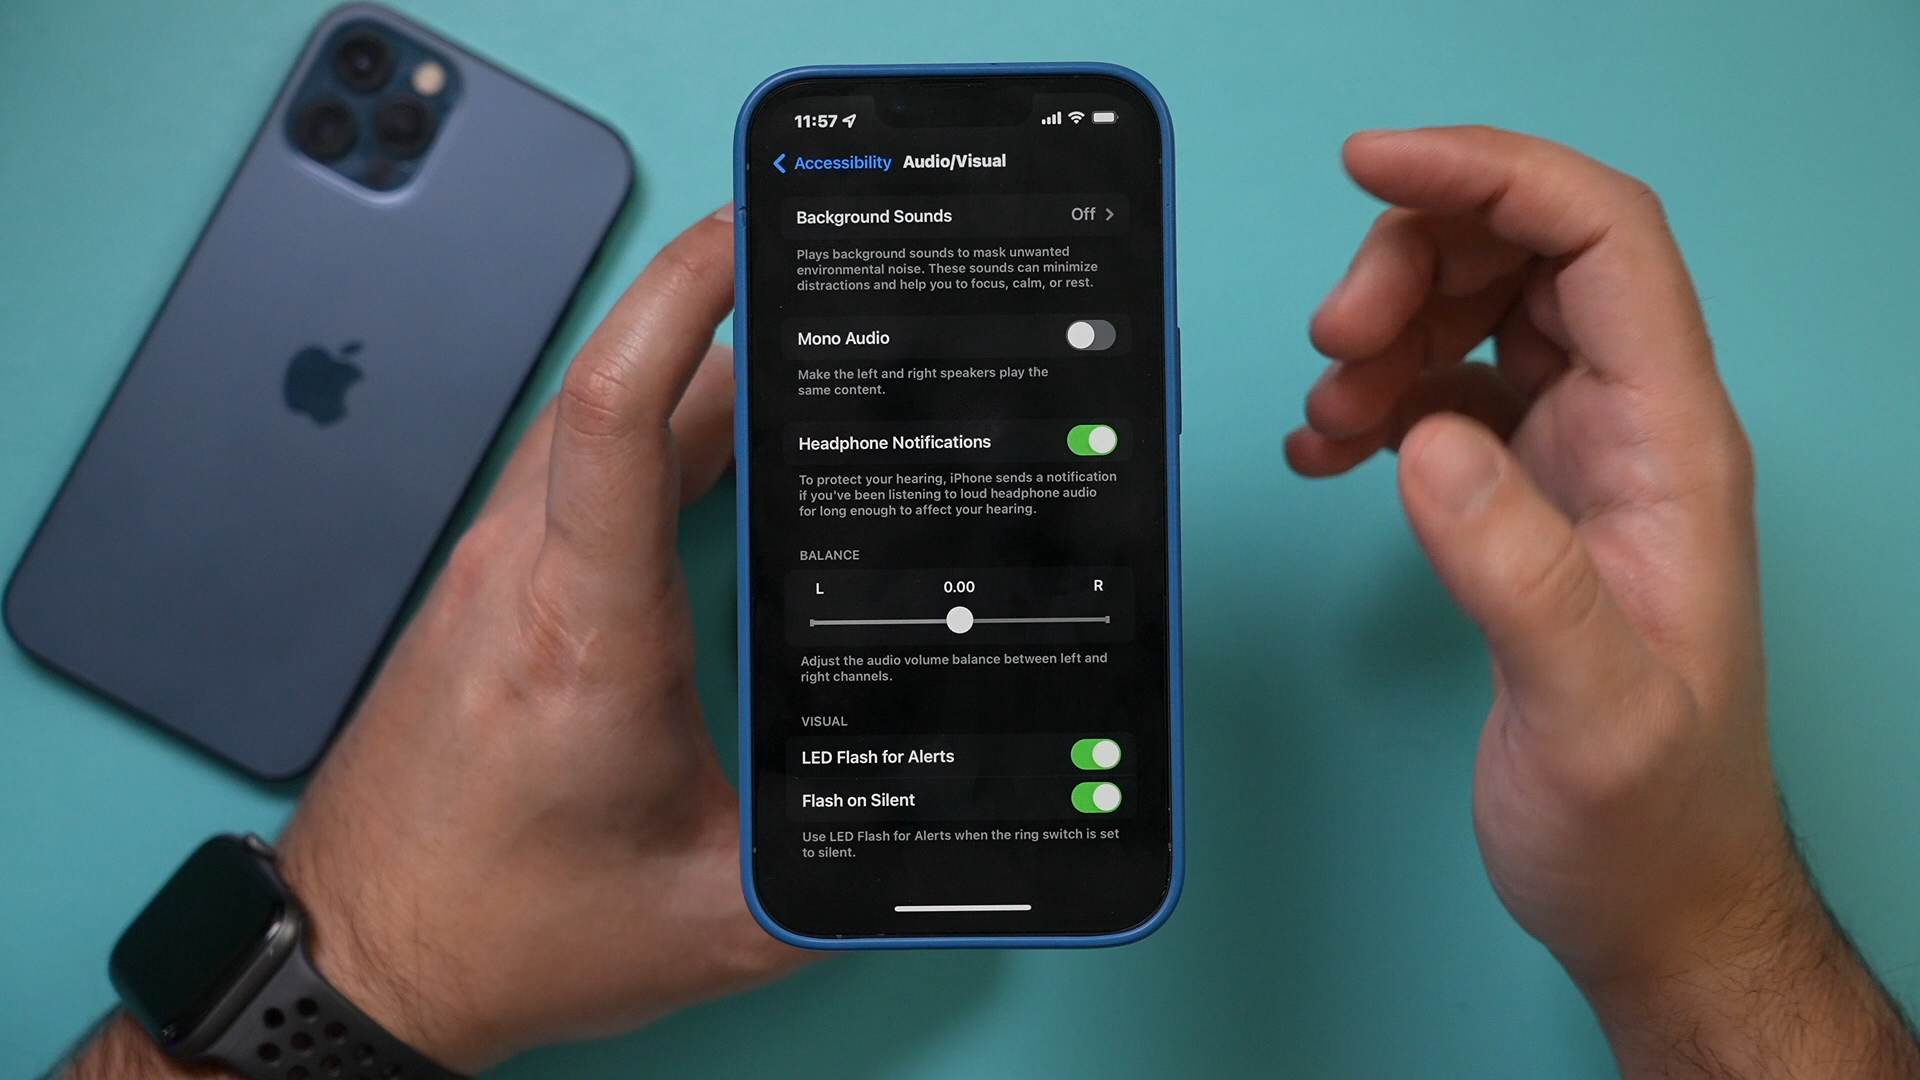 11:57
Accessibility Audio/Visual
Background Sounds Off
Plays background sounds to mask unwanted
environmental noise. These sounds can minimize
distractions and help you to focus, calm, or rest.
Mono Audio
Make the left and right speakers play the
same content.
Headphone Notifications
To protect your hearing, iPhone sends a notification
if you've been listening to loud headphone audio
for long enough to affect your hearing.
BALANCE
L 0.00 R
Adjust the audio volume balance between left and
right channels.
VISUAL
LED Flash for Alerts
Flash on Silent
Use LED Flash for Alerts when the ring switch is set
to silent.